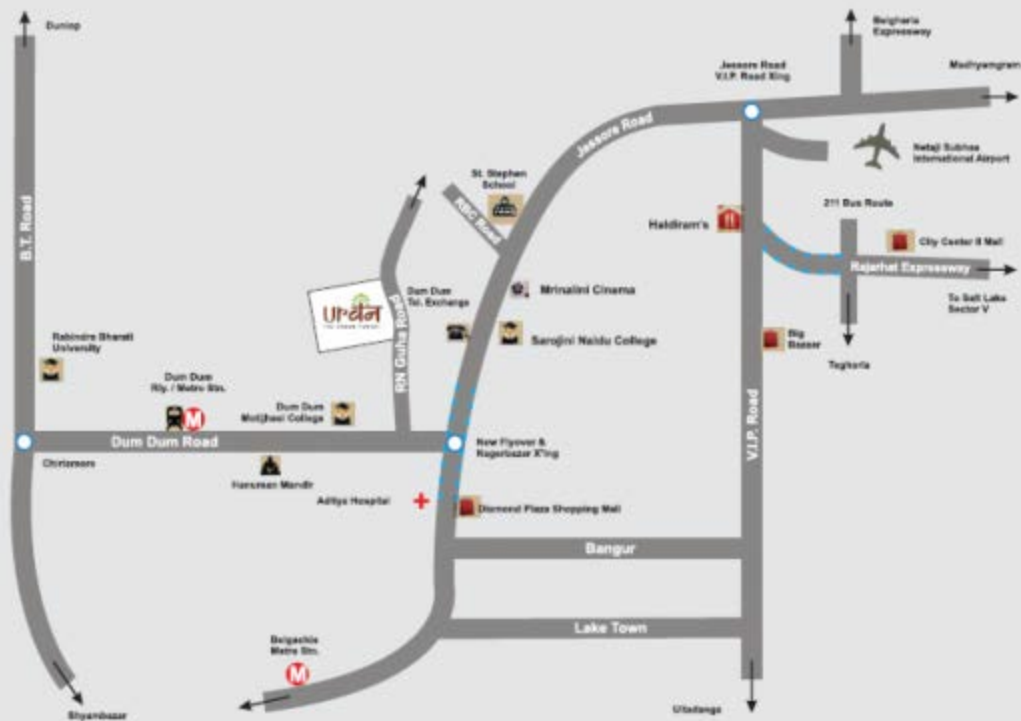 Dunlop
Belgharia
Expressway
Jessore Road
V.I.P. Road Xing
Madhyamgram
Jessore Road
Netaji Subhas
International Airport
St. Stephen
School
KBC Road
211 Bus Route
Haldiram's
City Center II Mall
Rajarhat Expressway
B.T. Road
Dum Dum
Tel. Exchange
Mrinalini Cinema
To Salt Lake
Sector V
उपवन
RN Guha Road
Sarojini Naidu College
Big
Bazaar
Rabindra Bharati
University
Teghoria
Dum Dum
Rly. / Metro Stn.
M
Dum Dum
Motijheel College
V.I.P. Road
Dum Dum Road
New Flyover &
Nagerbazar X'ing
Chiriamore
Hanuman Mandir
Aditya Hospital
Diamond Plaza Shopping Mall
Bangur
Lake Town
Belgachia
Metro Stn.
M
Shyambazar
Ultadanga